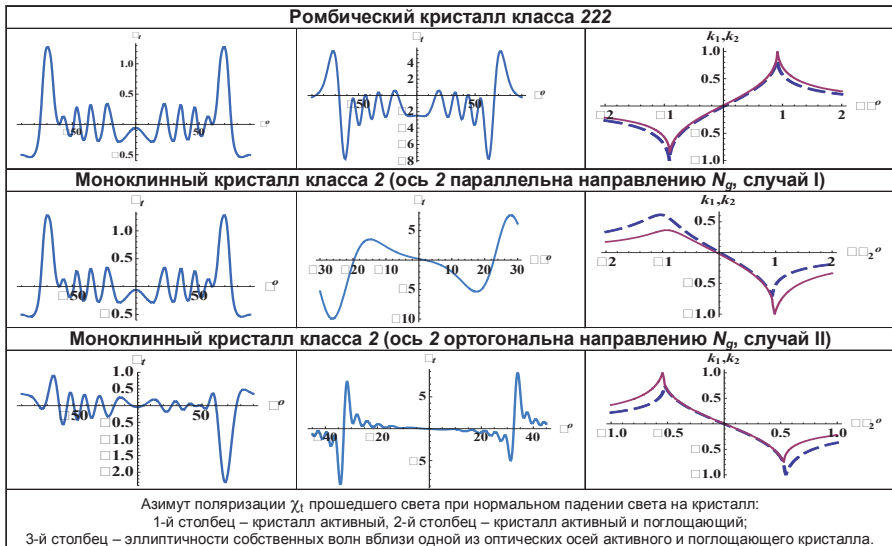 Ромбический кристалл класса 222
□t
1.0
0.5
□50
50
□o
□0.5
□t
4
2
□50
50
□o
□2
□4
□6
□8
k1,k2
1.0
0.5
□2
□1
1
2
□□o
□0.5
□1.0
Моноклинный кристалл класса 2 (ось 2 параллельна направлению Ng, случай I)
□t
1.0
0.5
□50
50
□o
□0.5
□t
5
□30
□20
□10
10
20
30
□□o
□5
□10
k1,k2
0.5
□2
□1
1
2
□□2o
□0.5
□1.0
Моноклинный кристалл класса 2 (ось 2 ортогональна направлению Ng, случай II)
□t
1.0
0.5
□50
50
□o
□0.5
□1.0
□1.5
□2.0
□t
5
□40
□20
20
40
□o
□5
k1,k2
1.0
0.5
□1.0
□0.5
0.5
1.0
□□2o
□0.5
□1.0
Азимут поляризации χt прошедшего света при нормальном падении света на кристалл:
1-й столбец – кристалл активный, 2-й столбец – кристалл активный и поглощающий;
3-й столбец – эллиптичности собственных волн вблизи одной из оптических осей активного и поглощающего кристалла.